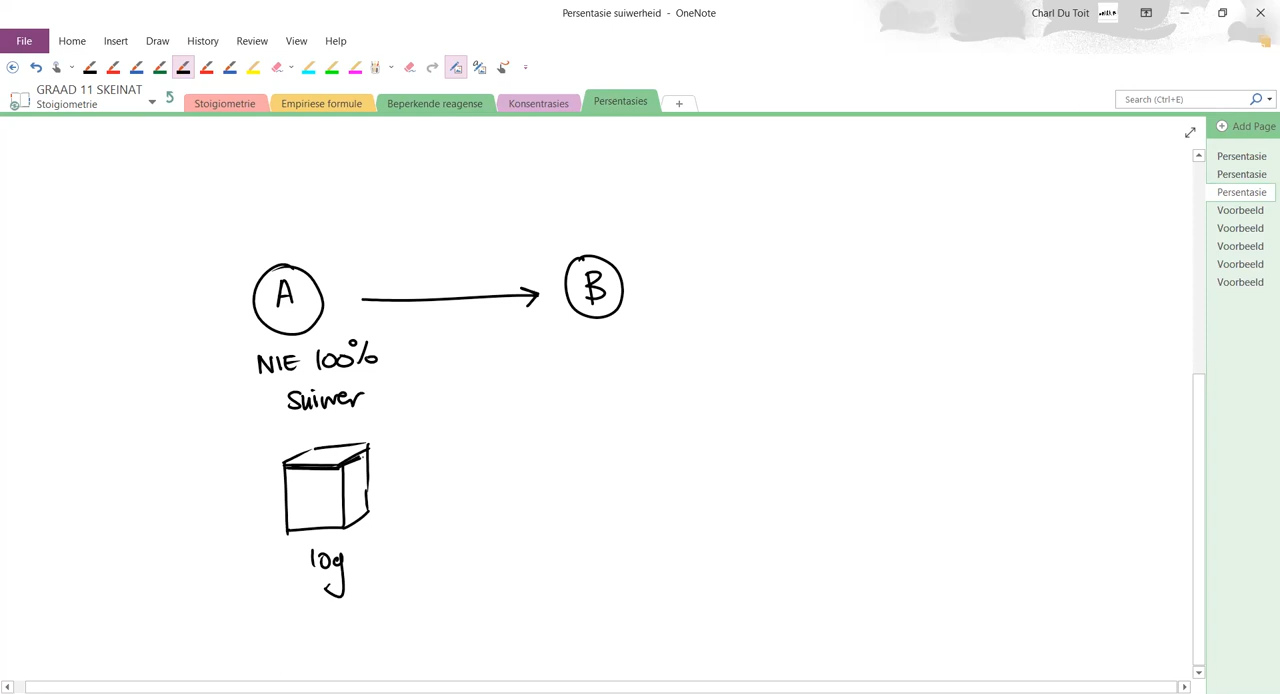 Persentasie suiwerheid - OneNote
Charl Du Toit
File Home Insert Draw History Review View Help
GRAAD 11 SKEINAT
Stoigiometrie
Stoigiometrie Empiriese formule Beperkende reagense Konsentrasies Persentasies +
Search (Ctrl+E)
Add Page
Persentasie
Persentasie
Persentasie
Voorbeeld
Voorbeeld
Voorbeeld
Voorbeeld
Voorbeeld
A
B
NIE 100%
suiwer
10g